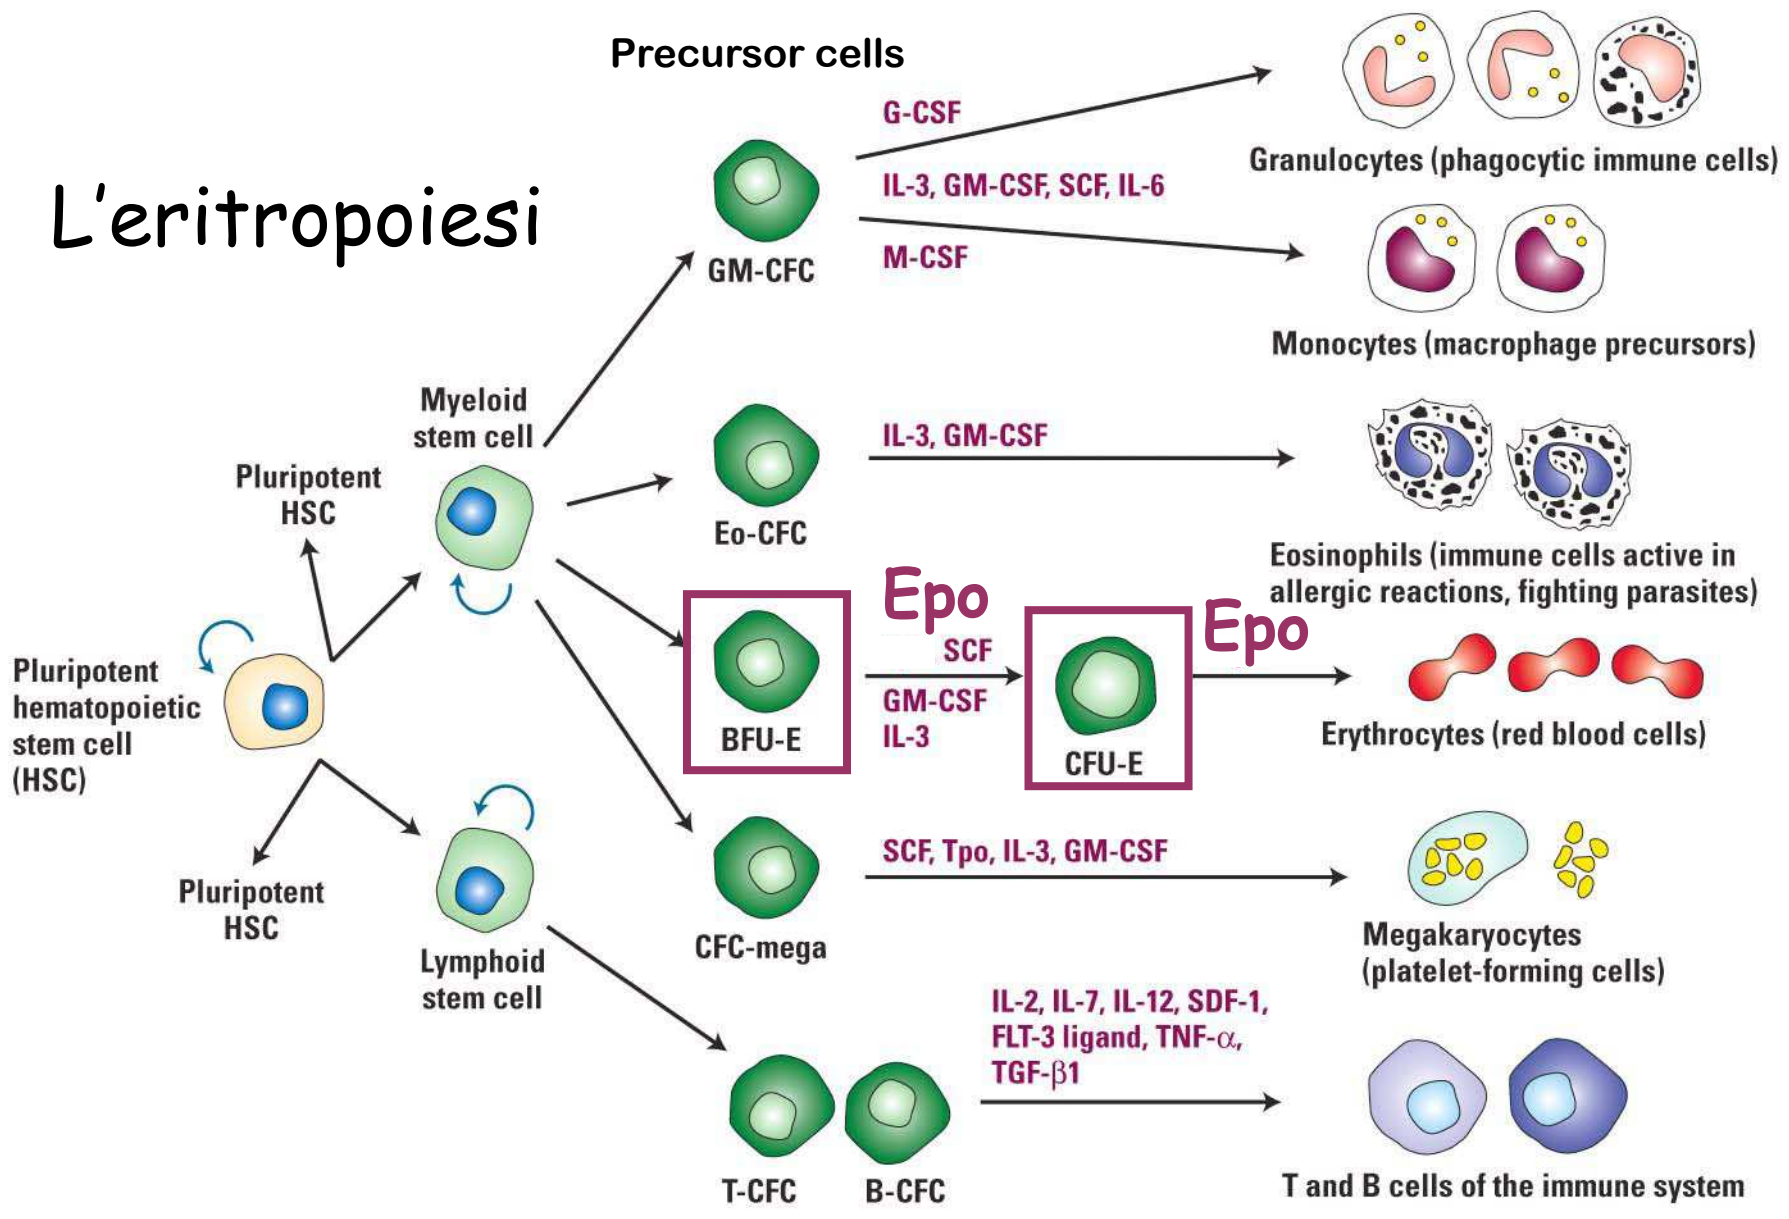 Precursor cells
L'eritropoiesi
G-CSF
IL-3, GM-CSF, SCF, IL-6
M-CSF
GM-CFC
Granulocytes (phagocytic immune cells)
Monocytes (macrophage precursors)
Myeloid
stem cell
Pluripotent
HSC
IL-3, GM-CSF
Eo-CFC
Eosinophils (immune cells active in
allergic reactions, fighting parasites)
Pluripotent
hematopoietic
stem cell
(HSC)
BFU-E
Epo
SCF
GM-CSF
IL-3
CFU-E
Epo
Erythrocytes (red blood cells)
Pluripotent
HSC
Lymphoid
stem cell
CFC-mega
SCF, Tpo, IL-3, GM-CSF
Megakaryocytes
(platelet-forming cells)
IL-2, IL-7, IL-12, SDF-1,
FLT-3 ligand, TNF-α,
TGF-β1
T-CFC
B-CFC
T and B cells of the immune system